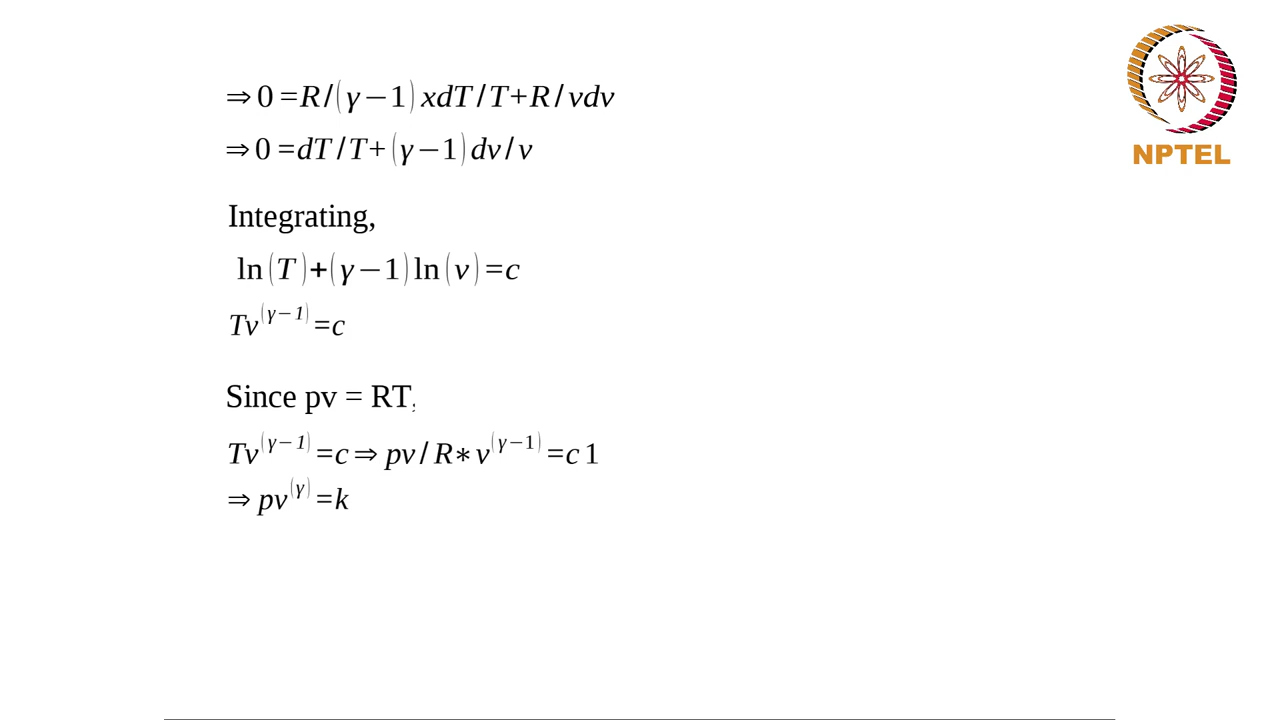 ⇒ 0 = R / ( γ − 1 ) xdT / T + R / vdv
⇒ 0 = dT / T + ( γ − 1 ) dv / v
NPTEL
Integrating,
ln ( T ) + ( γ − 1 ) ln ( v ) = c
Tv^( γ − 1 ) = c
Since pv = RT,
Tv^( γ − 1 ) = c ⇒ pv / R ∗ v^( γ − 1 ) = c 1
⇒ pv^( γ ) = k